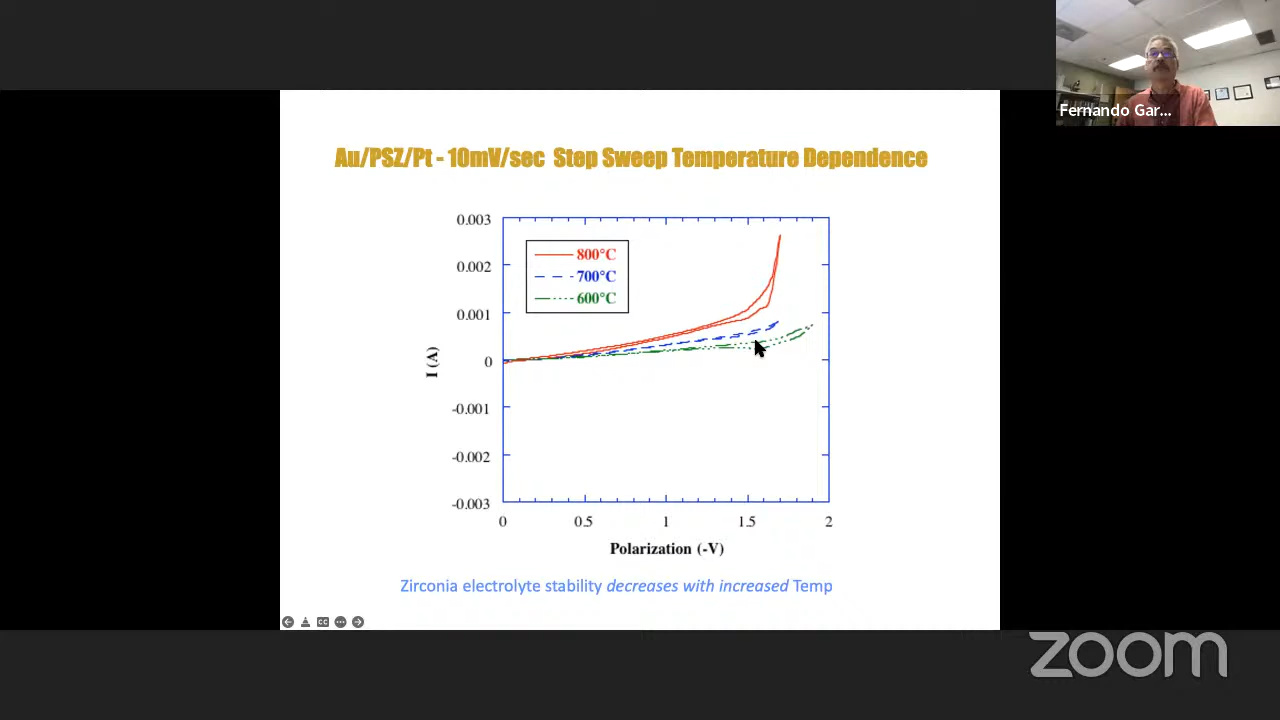 Fernando Gar...
Au/PSZ/Pt - 10mV/sec Step Sweep Temperature Dependence
0.003
0.002
0.001
0
-0.001
-0.002
-0.003
I (A)
800°C
700°C
600°C
0 0.5 1 1.5 2
Polarization (-V)
Zirconia electrolyte stability decreases with increased Temp
CC
zoom